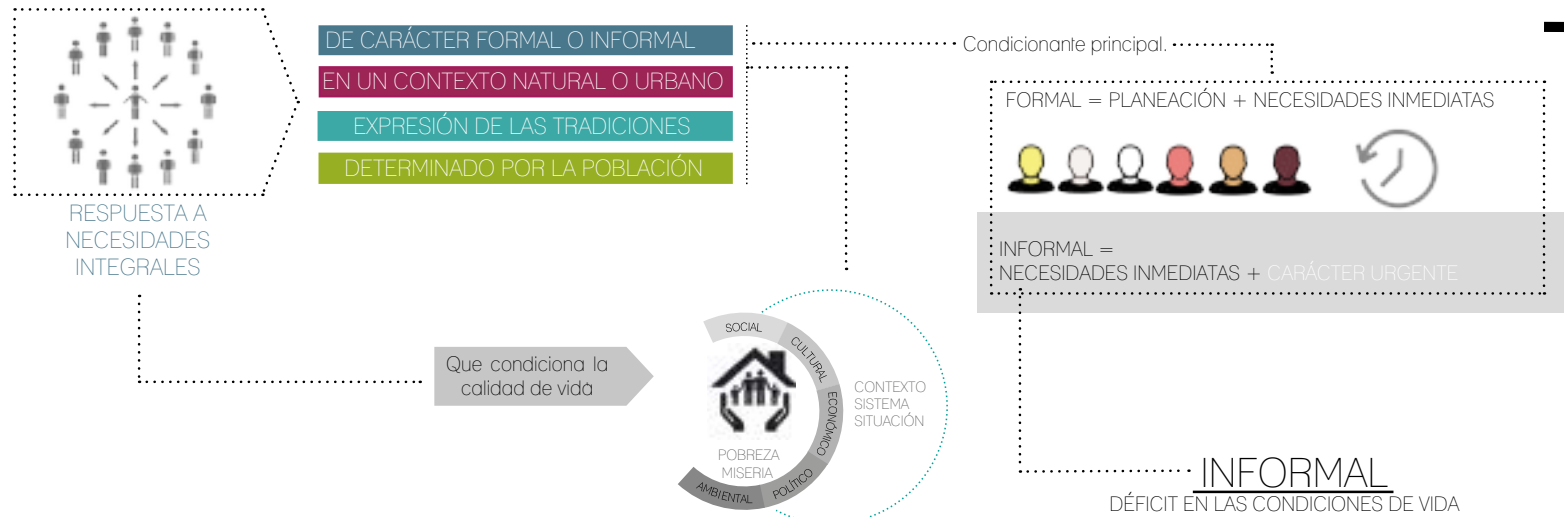 DE CARÁCTER FORMAL O INFORMAL
EN UN CONTEXTO NATURAL O URBANO
EXPRESIÓN DE LAS TRADICIONES
DETERMINADO POR LA POBLACIÓN
RESPUESTA A
NECESIDADES
INTEGRALES
Condicionante principal.
FORMAL = PLANEACIÓN + NECESIDADES INMEDIATAS
INFORMAL =
NECESIDADES INMEDIATAS + CARÁCTER URGENTE
Que condiciona la
calidad de vida
SOCIAL
CULTURAL
ECONÓMICO
POLÍTICO
AMBIENTAL
POBREZA
MISERIA
CONTEXTO
SISTEMA
SITUACIÓN
INFORMAL
DÉFICIT EN LAS CONDICIONES DE VIDA